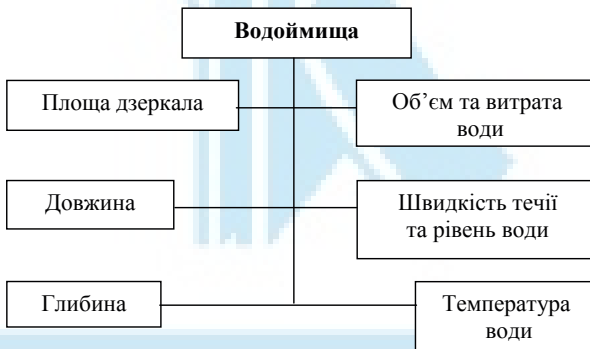 Водоймища
Площа дзеркала
Об’єм та витрата
води
Довжина
Швидкість течії
та рівень води
Глибина
Температура
води